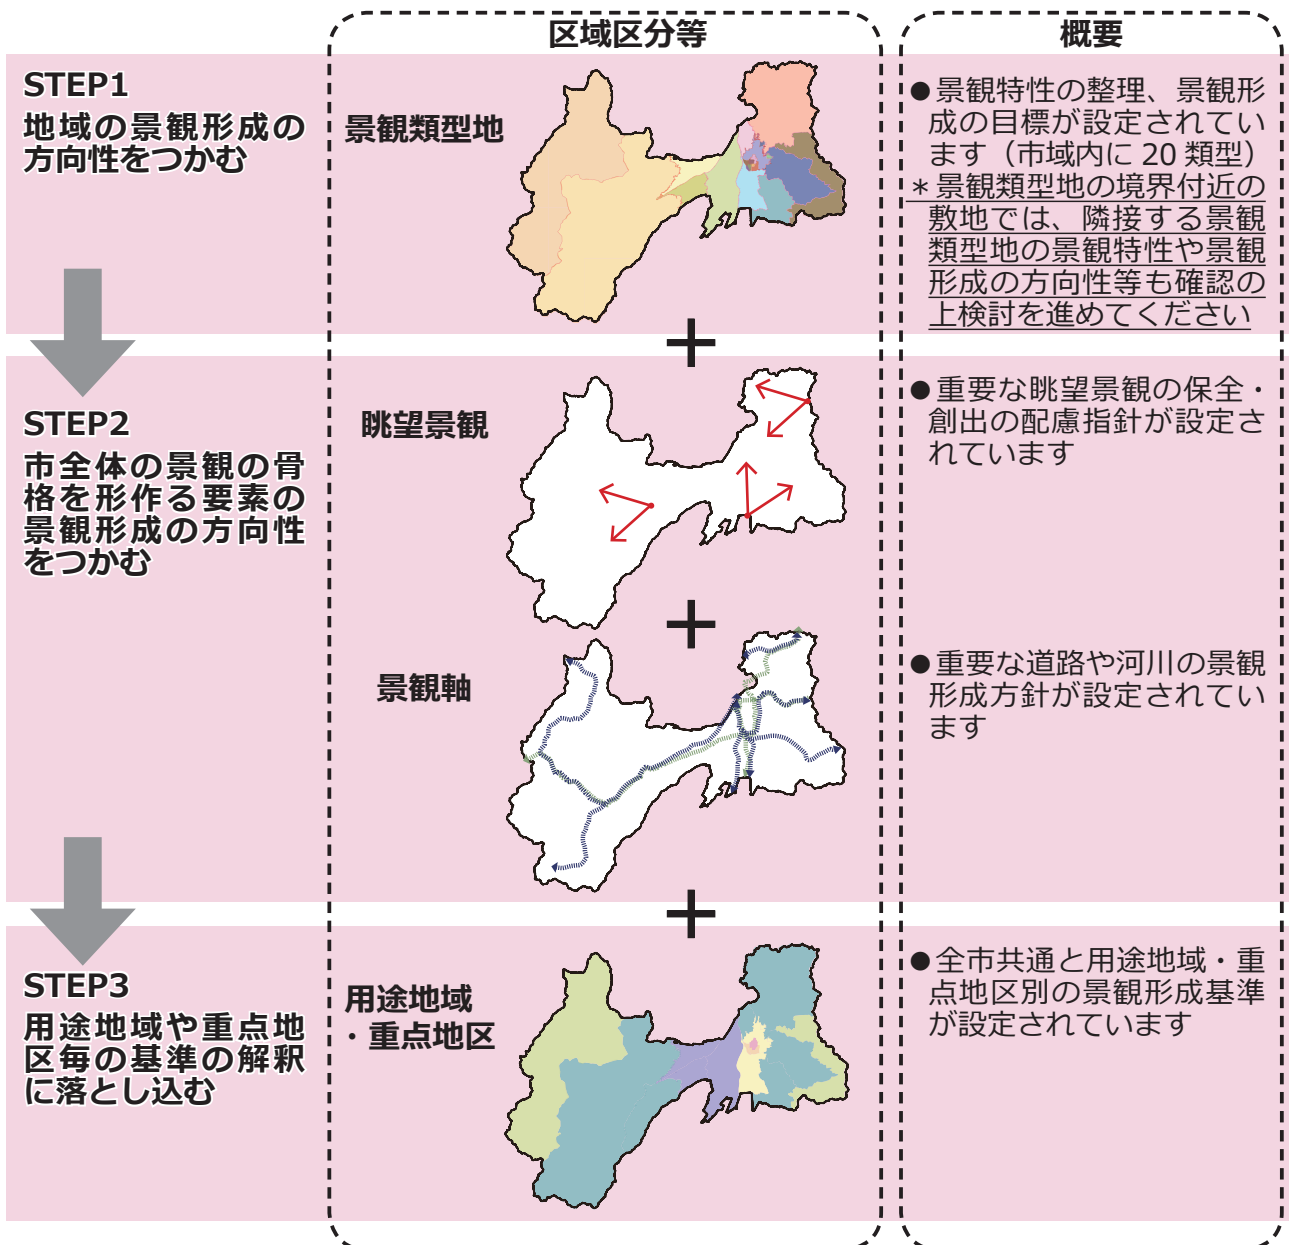 区域区分等
概要
STEP1
地域の景観形成の
方向性をつかむ
景観類型地
●景観特性の整理、景観形
成の目標が設定されてい
ます（市域内に 20 類型）
＊景観類型地の境界付近の
敷地では、隣接する景観
類型地の景観特性や景観
形成の方向性等も確認の
上検討を進めてください
+
STEP2
市全体の景観の骨
格を形作る要素の
景観形成の方向性
をつかむ
眺望景観
●重要な眺望景観の保全・
創出の配慮指針が設定さ
れています
+
景観軸
●重要な道路や河川の景観
形成方針が設定されてい
ます
+
STEP3
用途地域や重点地
区毎の基準の解釈
に落とし込む
用途地域
・重点地区
●全市共通と用途地域・重
点地区別の景観形成基準
が設定されています